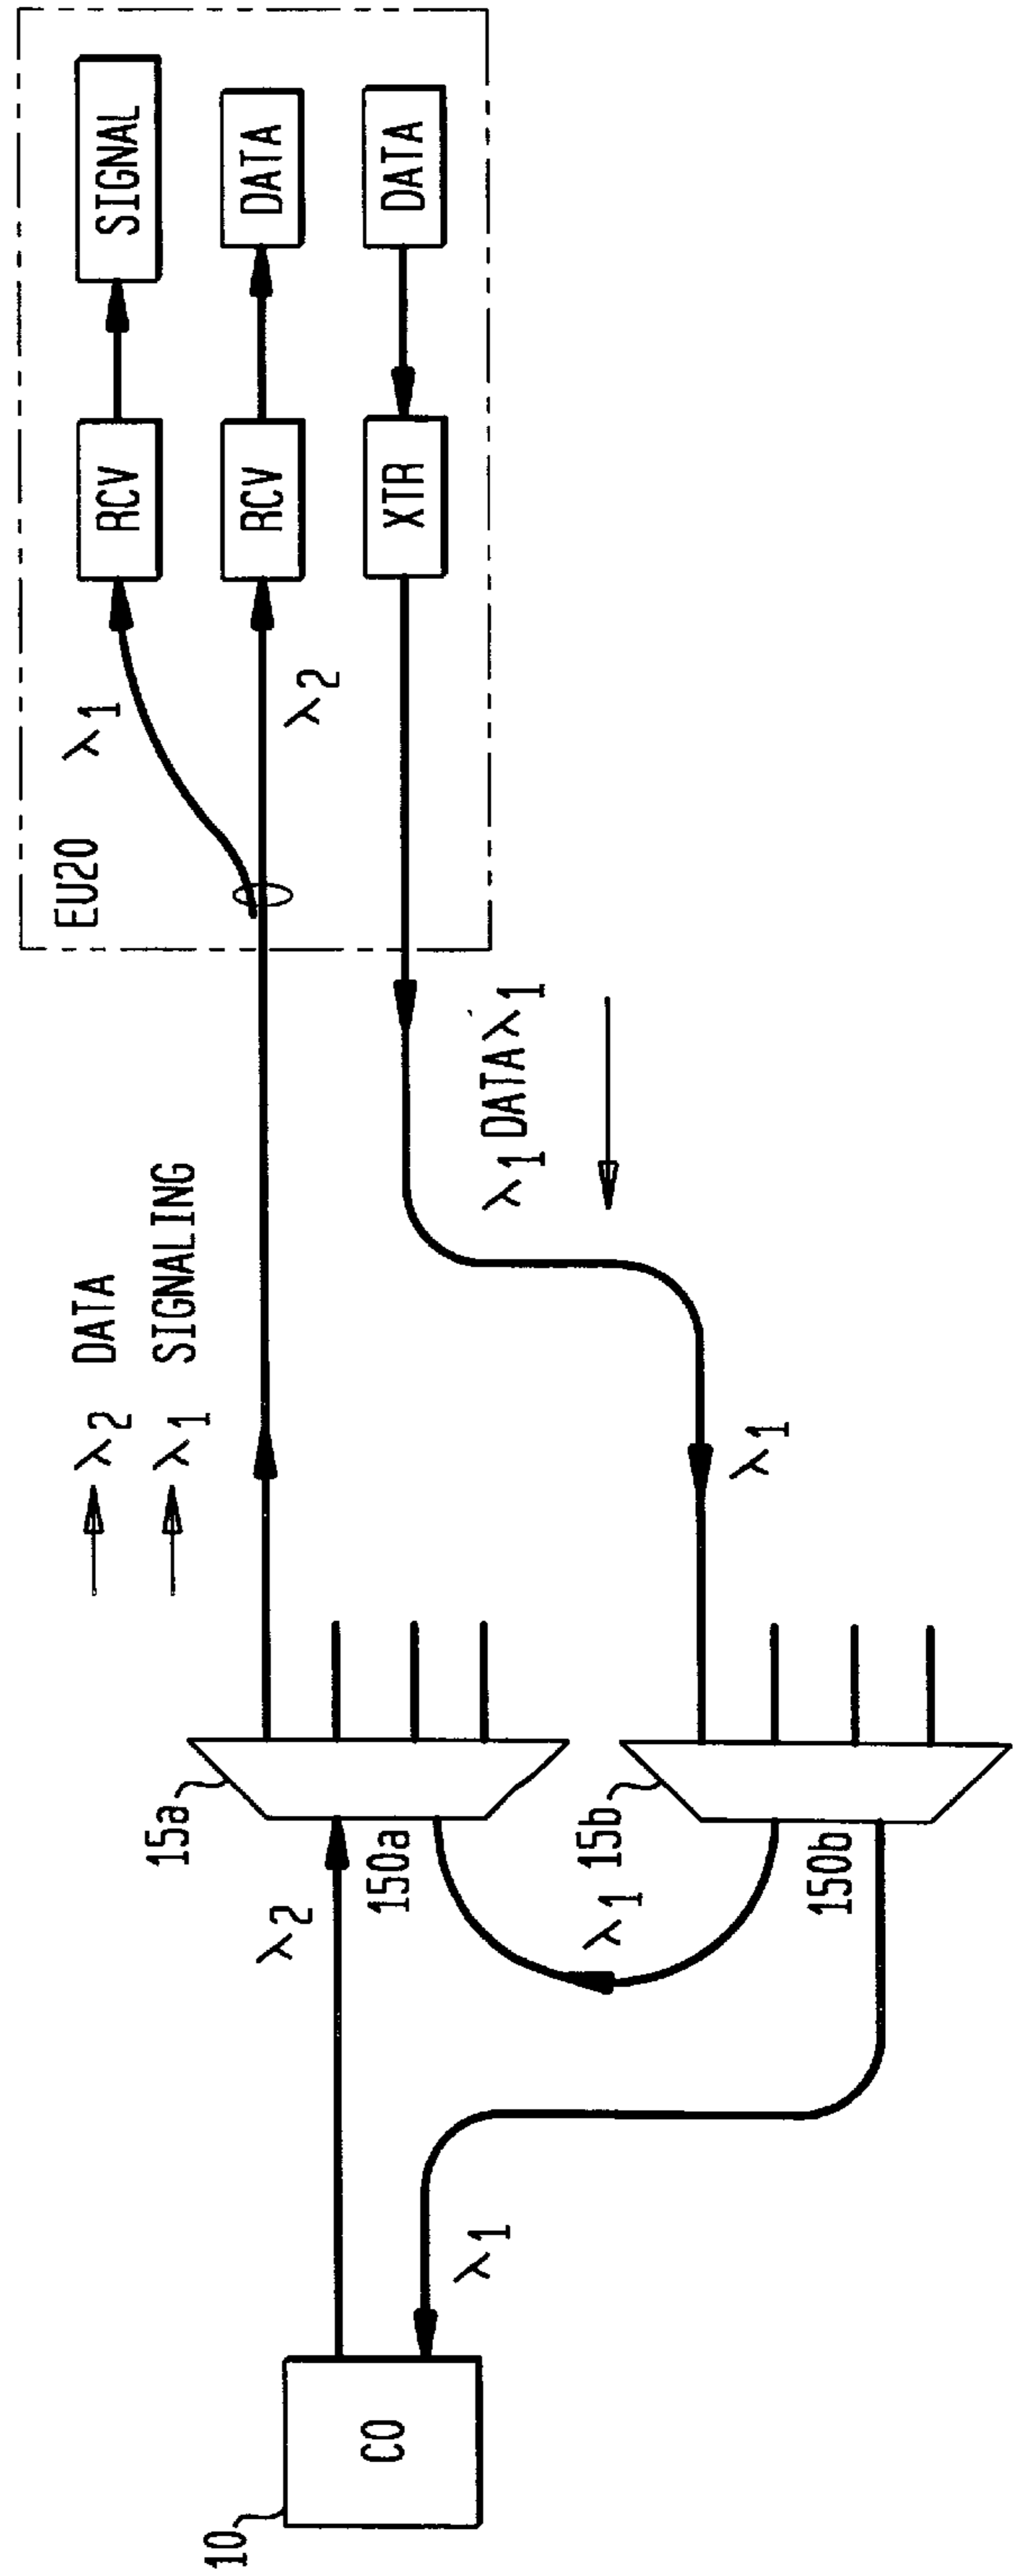 10
CO
λ1
λ2
15a
150a
λ1
15b
150b
λ2 DATA
λ1 SIGNALING
λ1
λ1 DATA λ1
EU20
λ1
λ2
RCV
RCV
XTR
SIGNAL
DATA
DATA